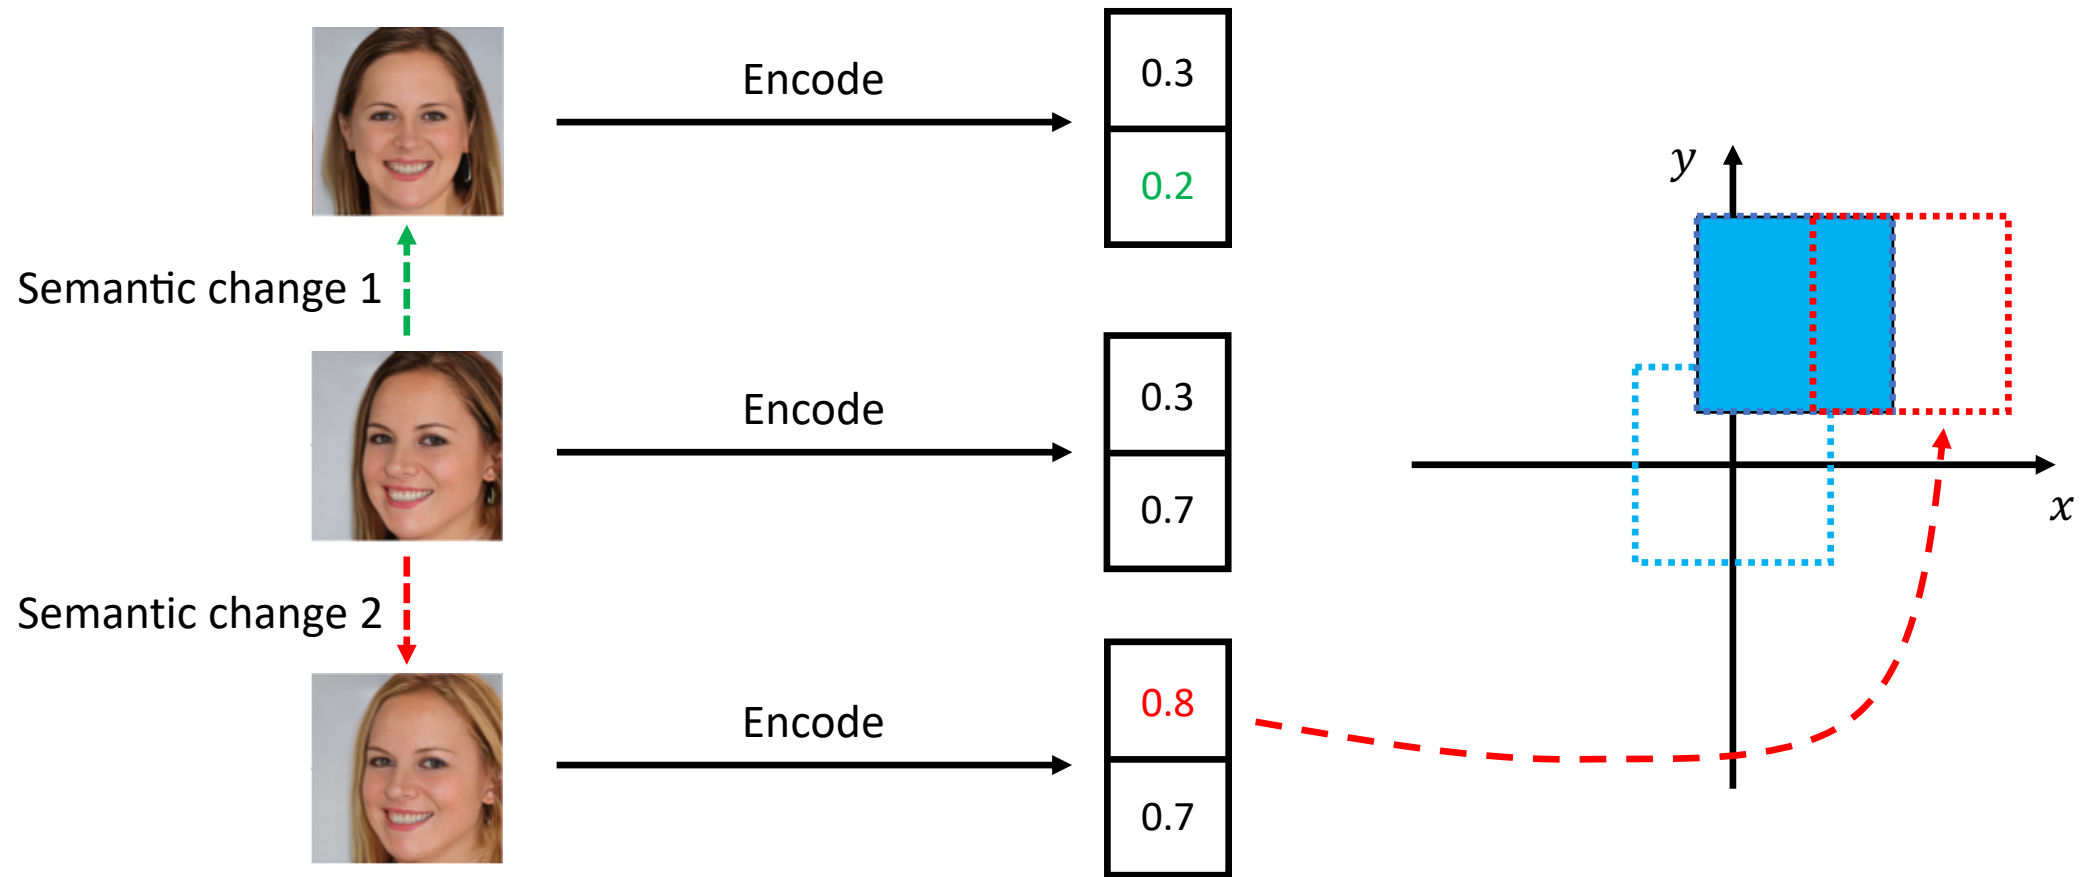 Encode
0.3
0.2
Semantic change 1
Encode
0.3
0.7
Semantic change 2
Encode
0.8
0.7
y
x